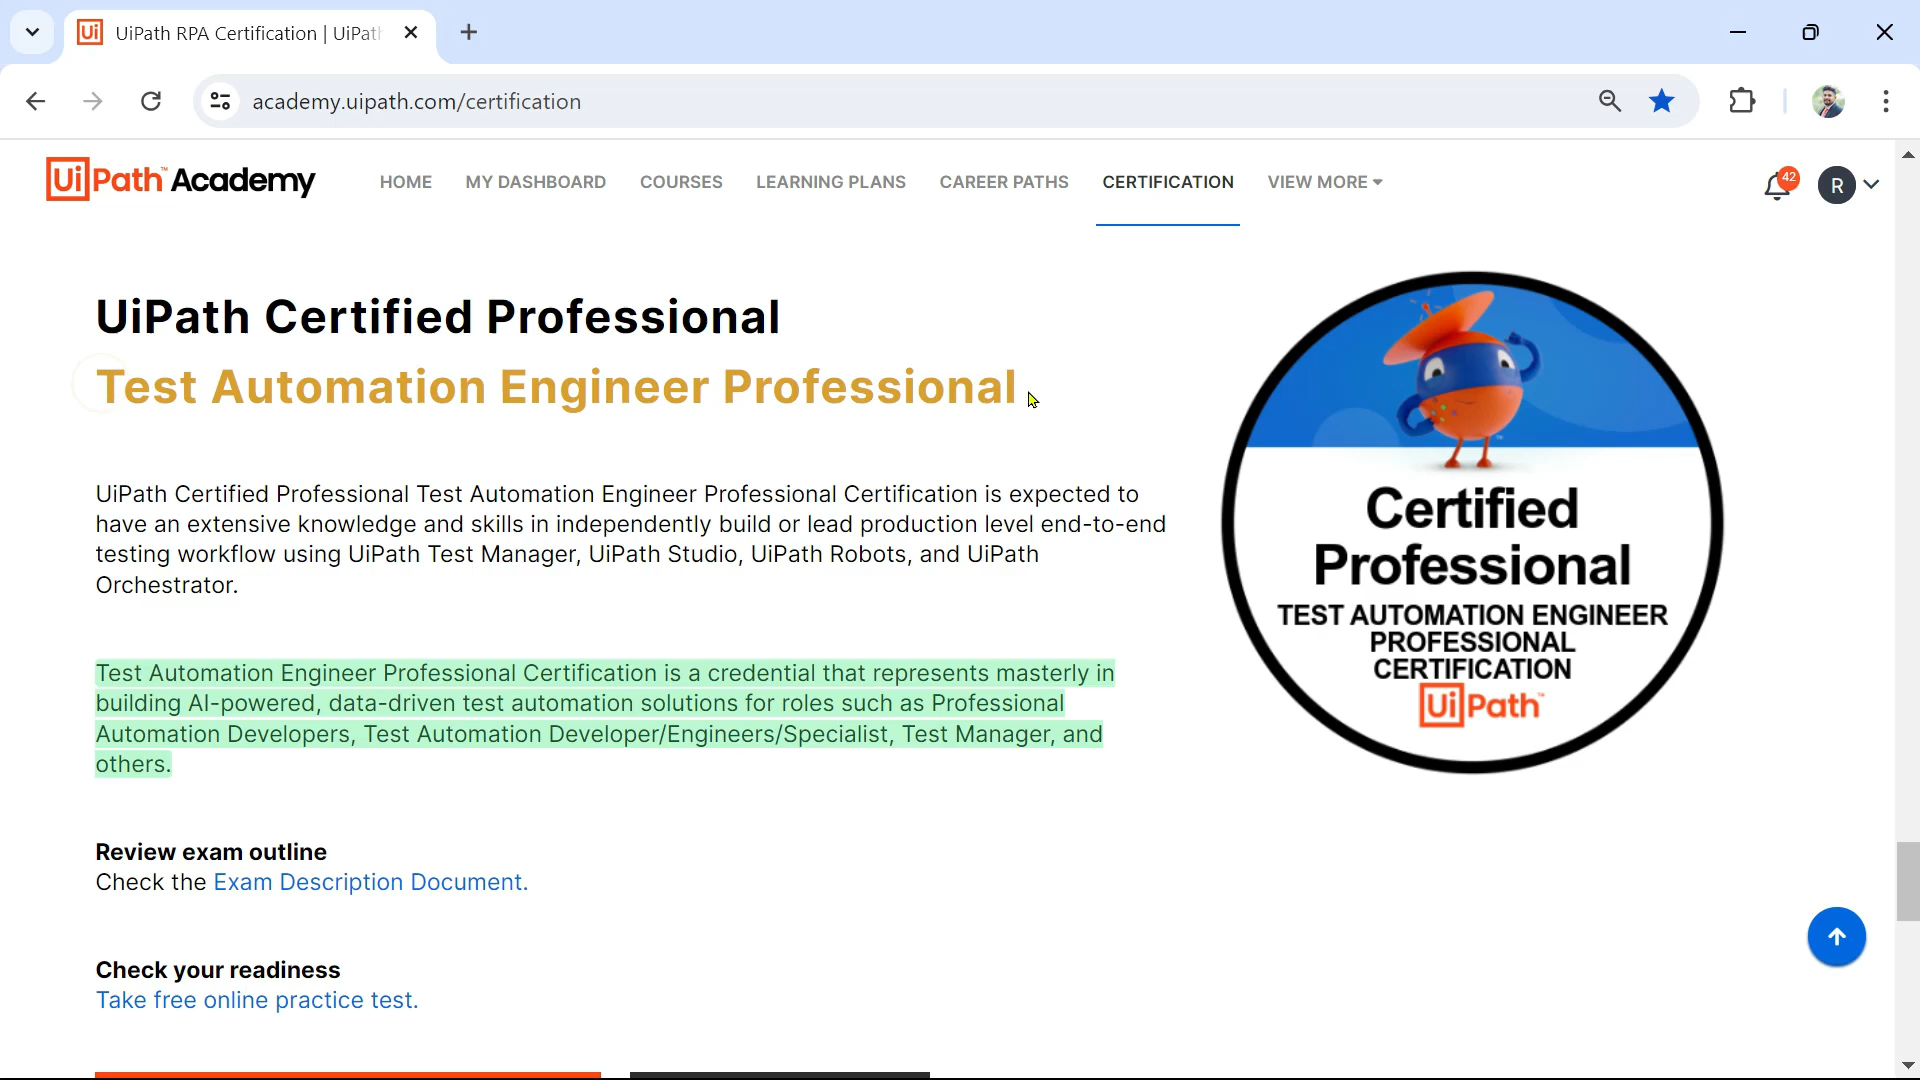 UiPath RPA Certification | UiPath
academy.uipath.com/certification
UiPath™ Academy
HOME
MY DASHBOARD
COURSES
LEARNING PLANS
CAREER PATHS
CERTIFICATION
VIEW MORE
42
R
UiPath Certified Professional
Test Automation Engineer Professional
UiPath Certified Professional Test Automation Engineer Professional Certification is expected to
have an extensive knowledge and skills in independently build or lead production level end-to-end
testing workflow using UiPath Test Manager, UiPath Studio, UiPath Robots, and UiPath
Orchestrator.
Test Automation Engineer Professional Certification is a credential that represents masterly in
building AI-powered, data-driven test automation solutions for roles such as Professional
Automation Developers, Test Automation Developer/Engineers/Specialist, Test Manager, and
others.
Review exam outline
Check the Exam Description Document.
Check your readiness
Take free online practice test.
Certified
Professional
TEST AUTOMATION ENGINEER
PROFESSIONAL
CERTIFICATION
UiPath™